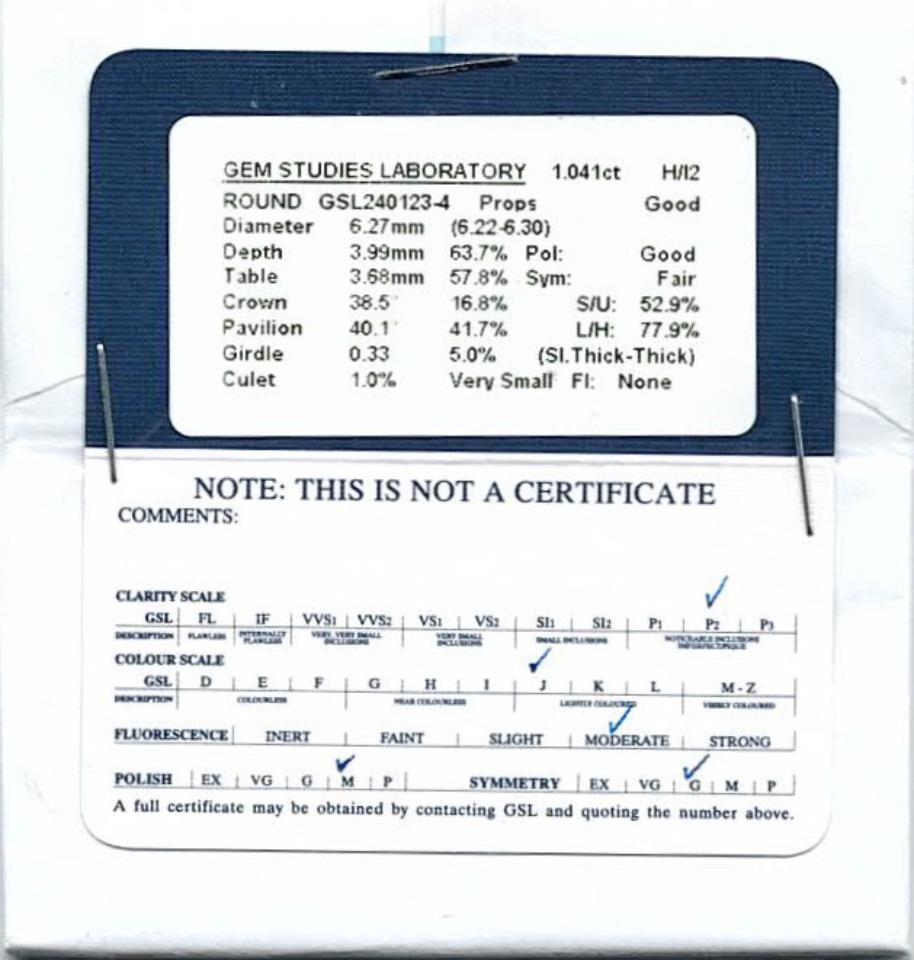 GEM STUDIES LABORATORY 1.041ct H/I2
ROUND GSL240123-4 Props Good
Diameter 6.27mm (6.22-6.30)
Depth 3.99mm 63.7% Pol: Good
Table 3.68mm 57.8% Sym: Fair
Crown 38.5° 16.8% S/U: 52.9%
Pavilion 40.1° 41.7% L/H: 77.9%
Girdle 0.33 5.0% (Sl.Thick-Thick)
Culet 1.0% Very Small Fl: None
NOTE: THIS IS NOT A CERTIFICATE
COMMENTS:
CLARITY SCALE
GSL FL IF VVS1 VVS2 VS1 VS2 SI1 SI2 P1 P2 P3
DESCRIPTION FLAWLESS INTERNALLY FLAWLESS VERY, VERY SMALL INCLUSIONS VERY SMALL INCLUSIONS SMALL INCLUSIONS NOTICEABLE INCLUSIONS
COLOUR SCALE
GSL D E F G H I J K L M - Z
DESCRIPTION COLOURLESS NEAR COLOURLESS LIGHTLY COLOURED VISIBLY COLOURED
FLUORESCENCE INERT FAINT SLIGHT MODERATE STRONG
POLISH EX VG G M P SYMMETRY EX VG G M P
A full certificate may be obtained by contacting GSL and quoting the number above.